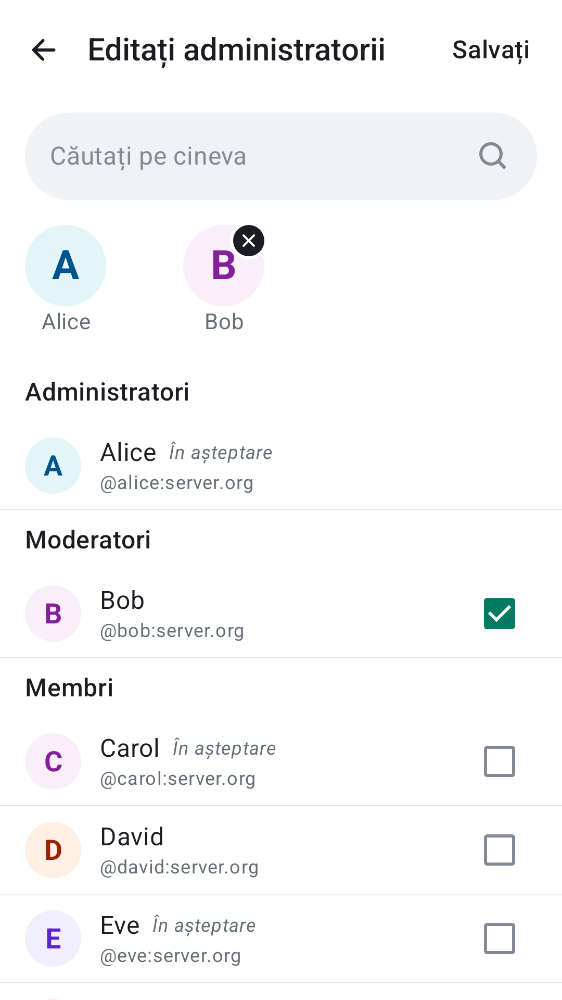 Editați administratorii
Salvați
Căutați pe cineva
A
B
Alice
Bob
Administratori
A
Alice În așteptare
@alice:server.org
Moderatori
B
Bob
@bob:server.org
Membri
C
Carol În așteptare
@carol:server.org
D
David
@david:server.org
E
Eve În așteptare
@eve:server.org